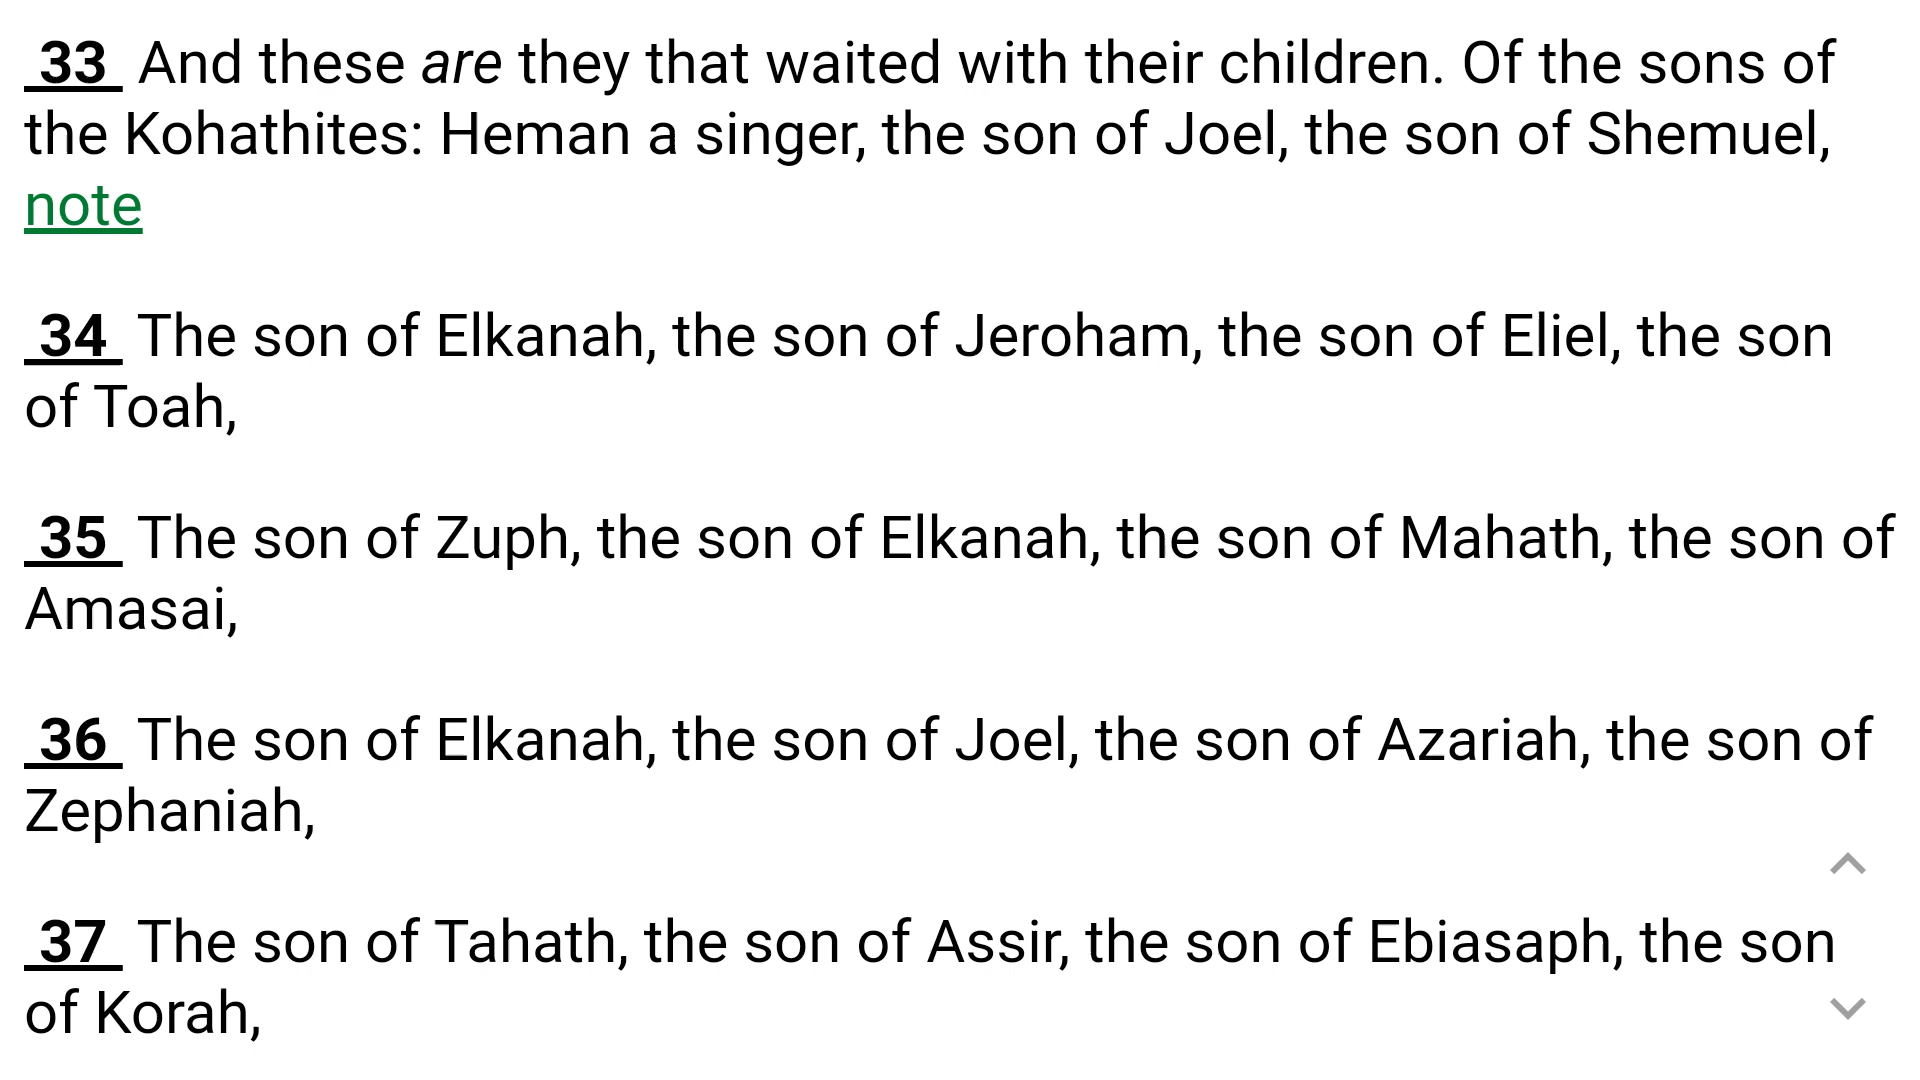 33 And these are they that waited with their children. Of the sons of
the Kohathites: Heman a singer, the son of Joel, the son of Shemuel,
note
34 The son of Elkanah, the son of Jeroham, the son of Eliel, the son
of Toah,
35 The son of Zuph, the son of Elkanah, the son of Mahath, the son of
Amasai,
36 The son of Elkanah, the son of Joel, the son of Azariah, the son of
Zephaniah,
37 The son of Tahath, the son of Assir, the son of Ebiasaph, the son
of Korah,